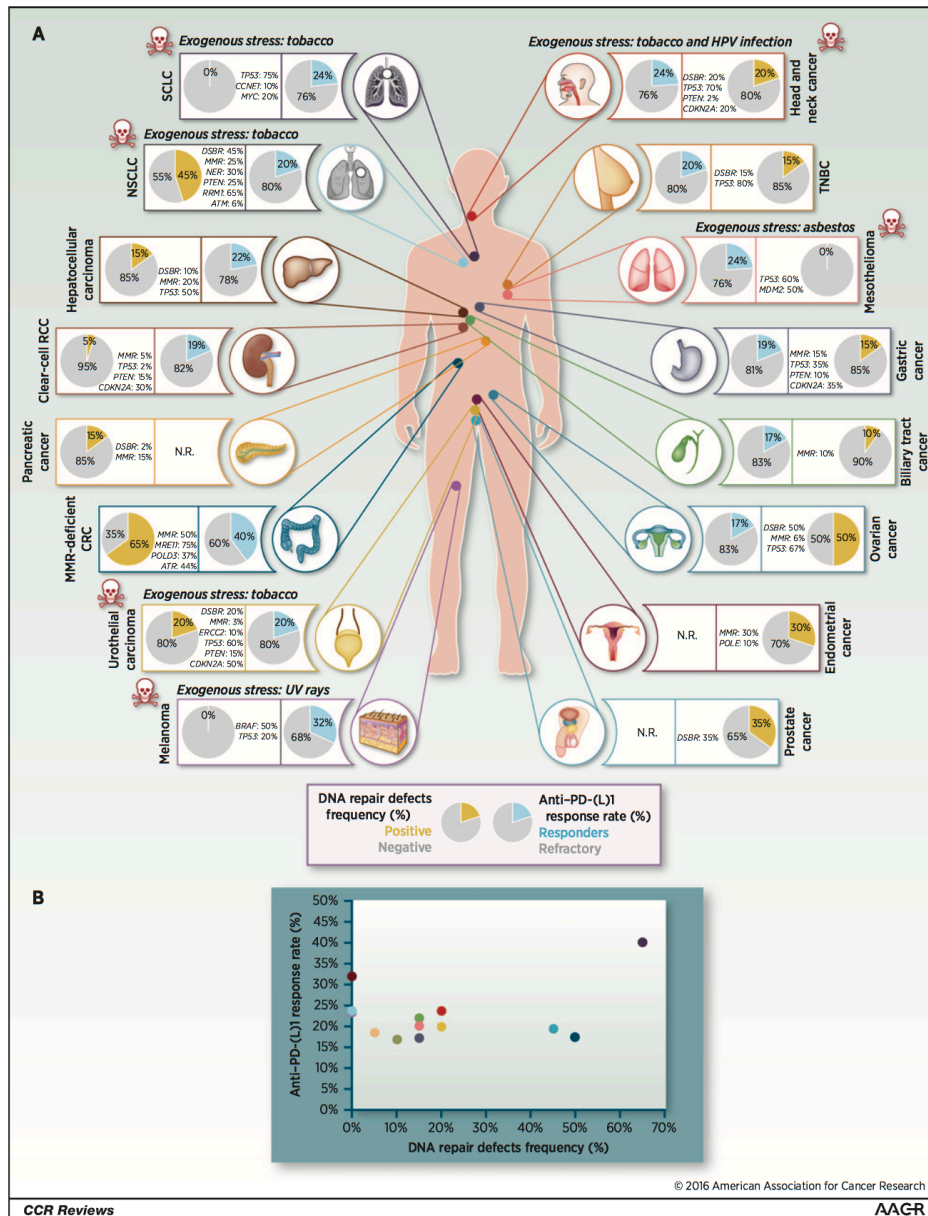 A
Exogenous stress: tobacco
SCLC
0%
TP53: 75%
CCNE1: 10%
MYC: 20%
24%
76%
Exogenous stress: tobacco and HPV infection
24%
76%
DSBR: 20%
TP53: 70%
PTEN: 2%
CDKN2A: 20%
20%
80%
Head and
neck cancer
Exogenous stress: tobacco
NSCLC
55%
45%
DSBR: 45%
MMR: 25%
NER: 30%
PTEN: 25%
RRM1: 65%
ATM: 6%
20%
80%
20%
80%
DSBR: 15%
TP53: 80%
15%
85%
TNBC
Hepatocellular
carcinoma
15%
85%
DSBR: 10%
MMR: 20%
TP53: 50%
22%
78%
Exogenous stress: asbestos
24%
76%
TP53: 60%
MDM2: 50%
0%
Mesothelioma
Clear-cell RCC
5%
95%
MMR: 5%
TP53: 2%
PTEN: 15%
CDKN2A: 30%
19%
82%
19%
81%
MMR: 15%
TP53: 35%
PTEN: 10%
CDKN2A: 35%
15%
85%
Gastric
cancer
Pancreatic
cancer
15%
85%
DSBR: 2%
MMR: 15%
N.R.
17%
83%
MMR: 10%
10%
90%
Biliary tract
cancer
MMR-deficient
CRC
35%
65%
MMR: 50%
MRE11: 75%
POLD3: 37%
ATR: 44%
60%
40%
17%
83%
DSBR: 50%
MMR: 6%
TP53: 67%
50%
50%
Ovarian
cancer
Exogenous stress: tobacco
Urothelial
carcinoma
20%
80%
DSBR: 20%
MMR: 3%
ERCC2: 10%
TP53: 60%
PTEN: 15%
CDKN2A: 50%
20%
80%
N.R.
MMR: 30%
POLE: 10%
30%
70%
Endometrial
cancer
Exogenous stress: UV rays
Melanoma
0%
BRAF: 50%
TP53: 20%
32%
68%
N.R.
DSBR: 35%
35%
65%
Prostate
cancer
DNA repair defects
frequency (%)
Positive
Negative
Anti–PD-(L)1
response rate (%)
Responders
Refractory
B
Anti–PD-(L)1 response rate (%)
50%
45%
40%
35%
30%
25%
20%
15%
10%
5%
0%
0% 10% 20% 30% 40% 50% 60% 70%
DNA repair defects frequency (%)
© 2016 American Association for Cancer Research
CCR Reviews
AACR